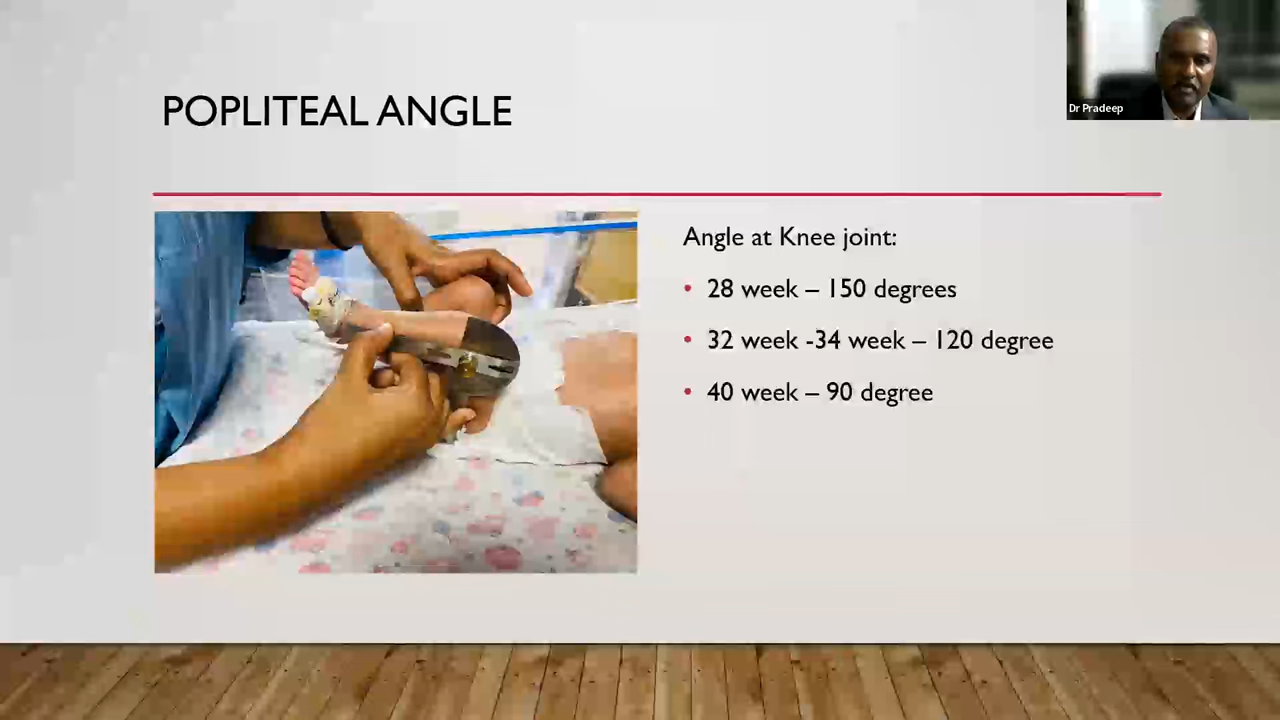 POPLITEAL ANGLE
Dr Pradeep
Angle at Knee joint:
• 28 week – 150 degrees
• 32 week -34 week – 120 degree
• 40 week – 90 degree